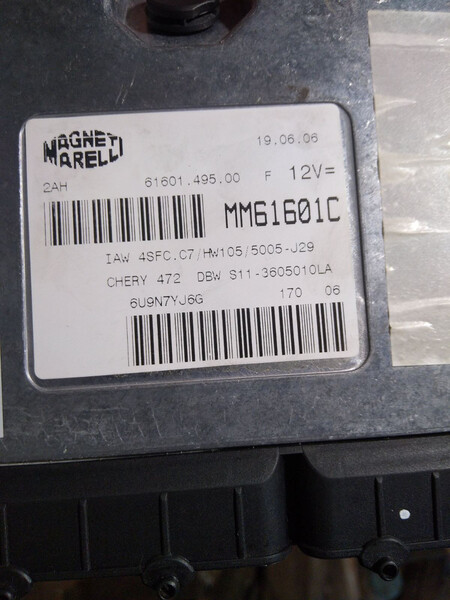 MAGNETI
MARELLI
19.06.06
2AH 61601.495.00 F 12V=
MM61601C
IAW 4SFC.C7/HW105/5005-J29
CHERY 472 DBW S11-3605010LA
6U9N7YJ6G 170 06